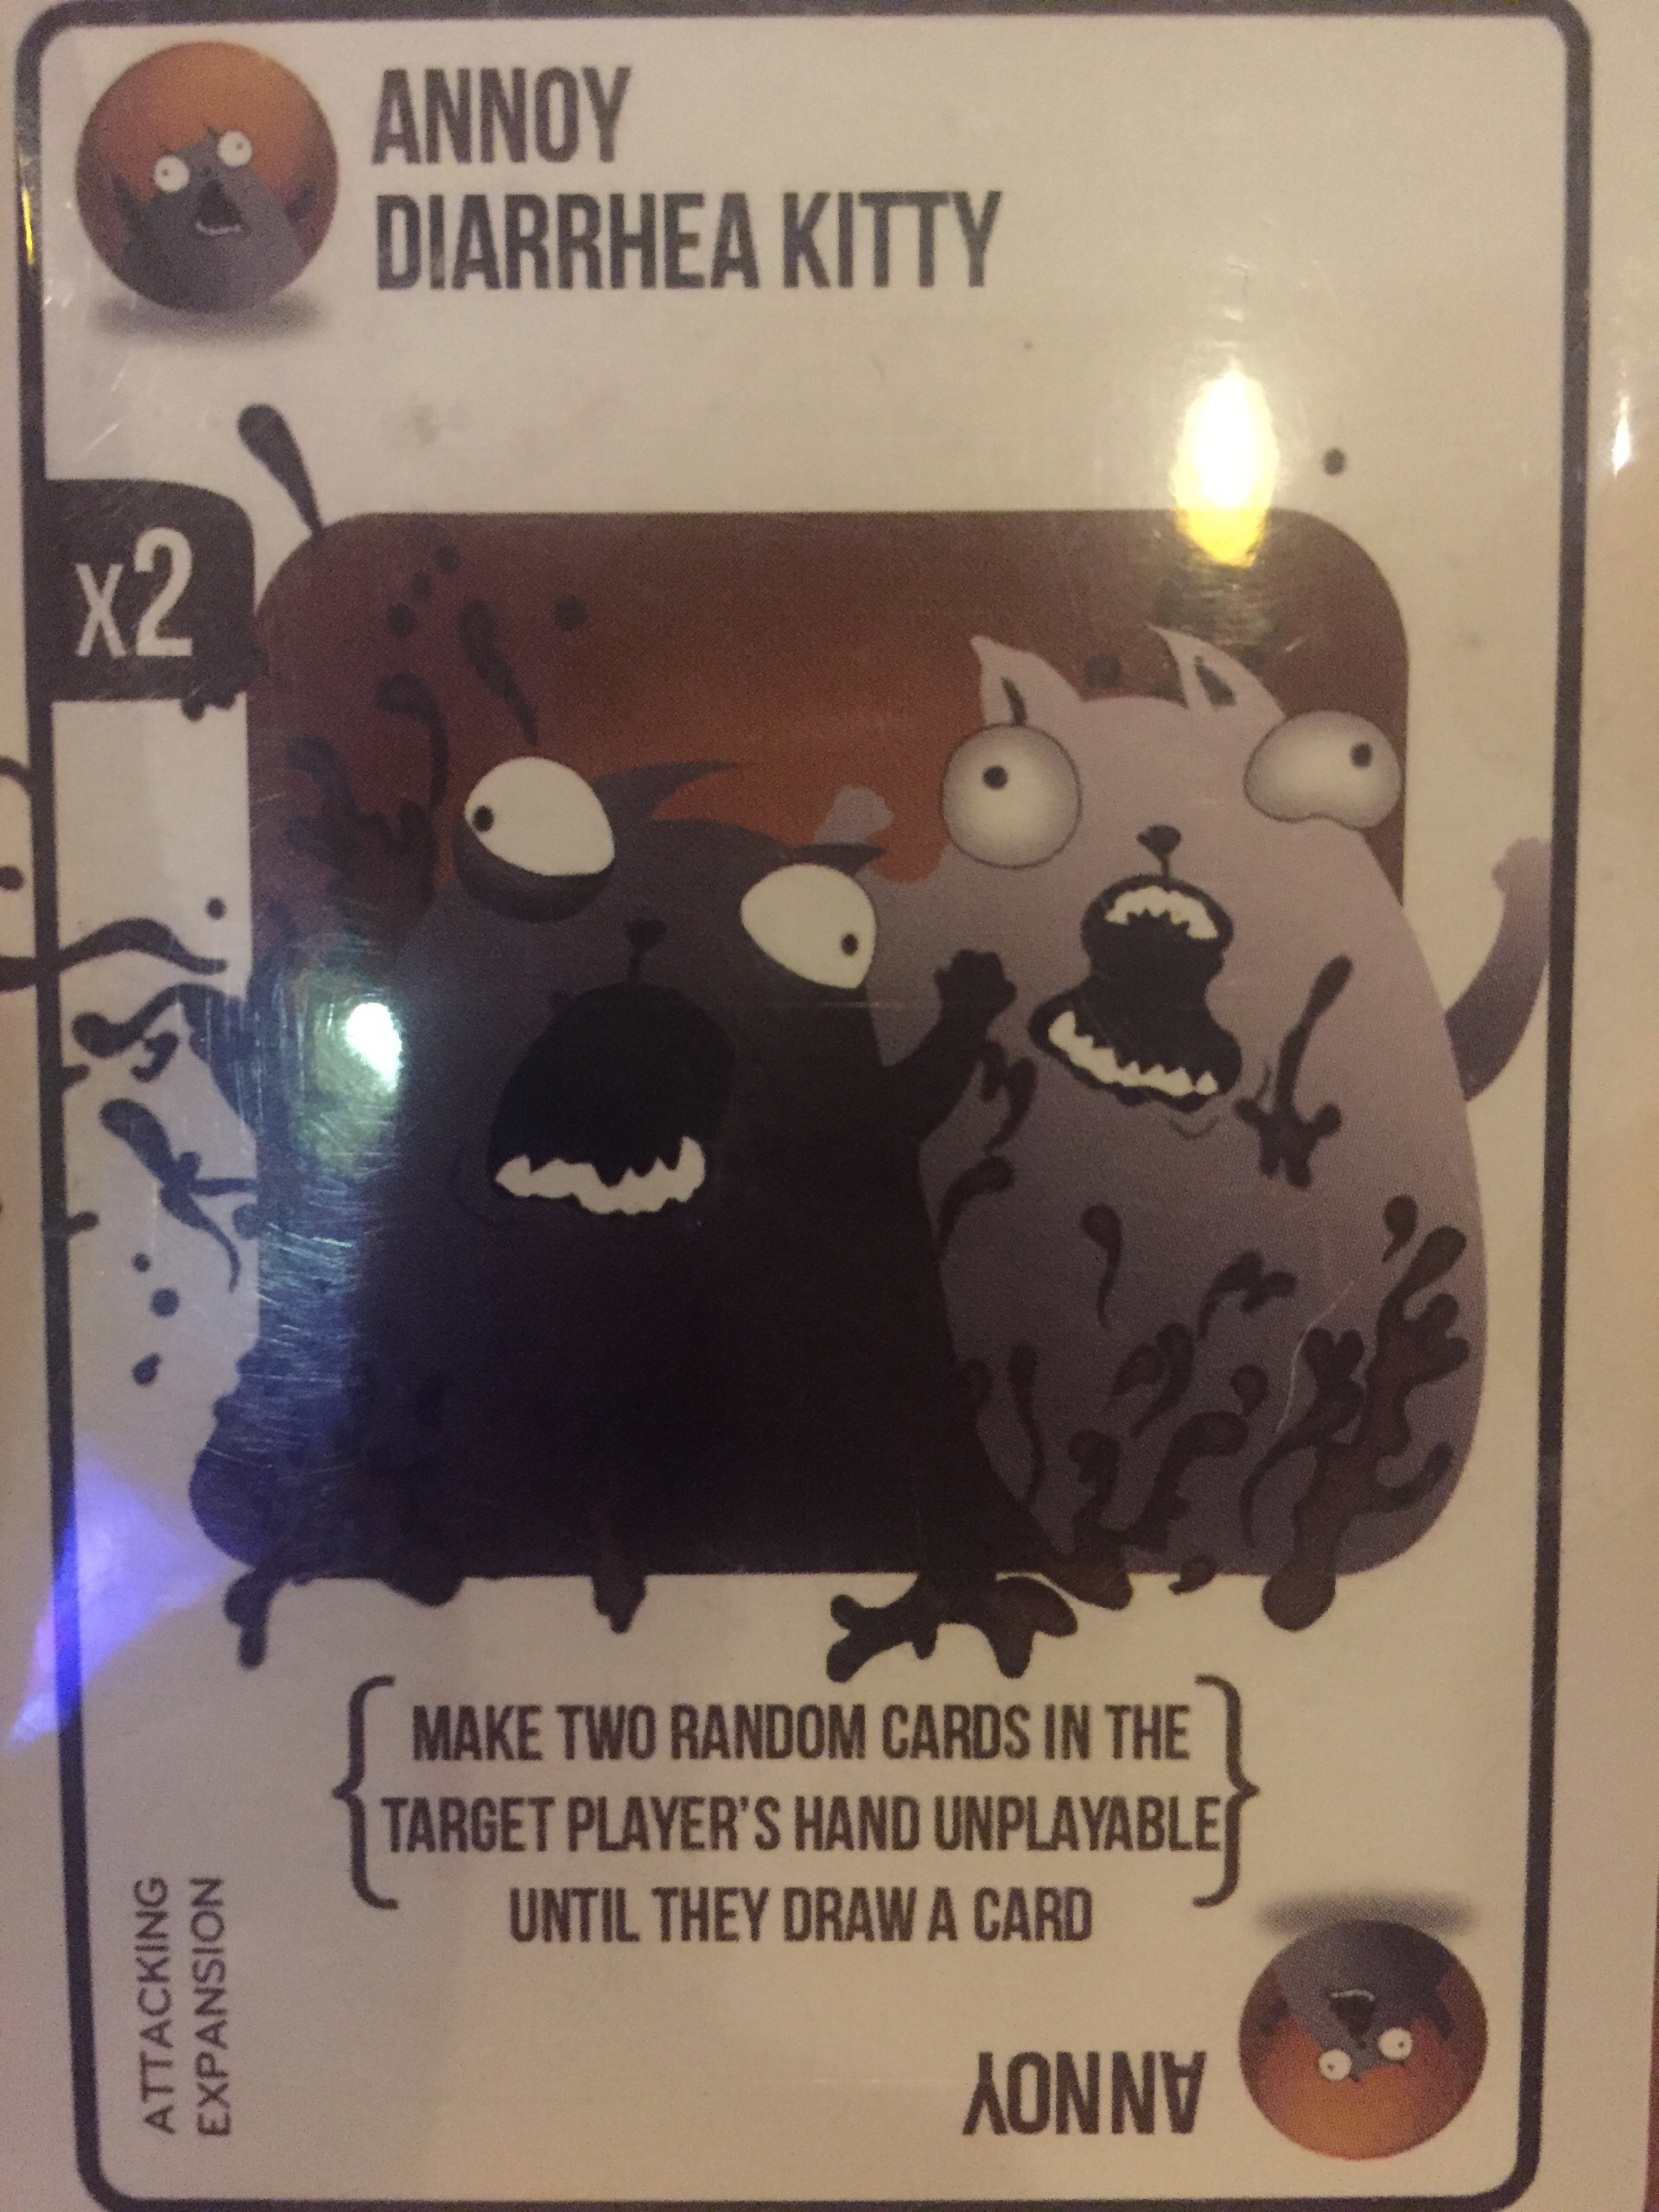 ANNOY
DIARRHEA KITTY
x2
MAKE TWO RANDOM CARDS IN THE
TARGET PLAYER'S HAND UNPLAYABLE
UNTIL THEY DRAW A CARD
ATTACKING
EXPANSION
ANNOY